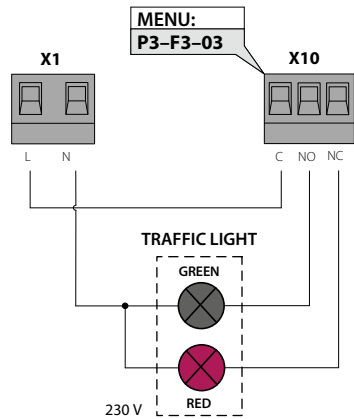 MENU:
P3–F3–03
X1
X10
L
N
C
NO
NC
TRAFFIC LIGHT
GREEN
RED
230 V